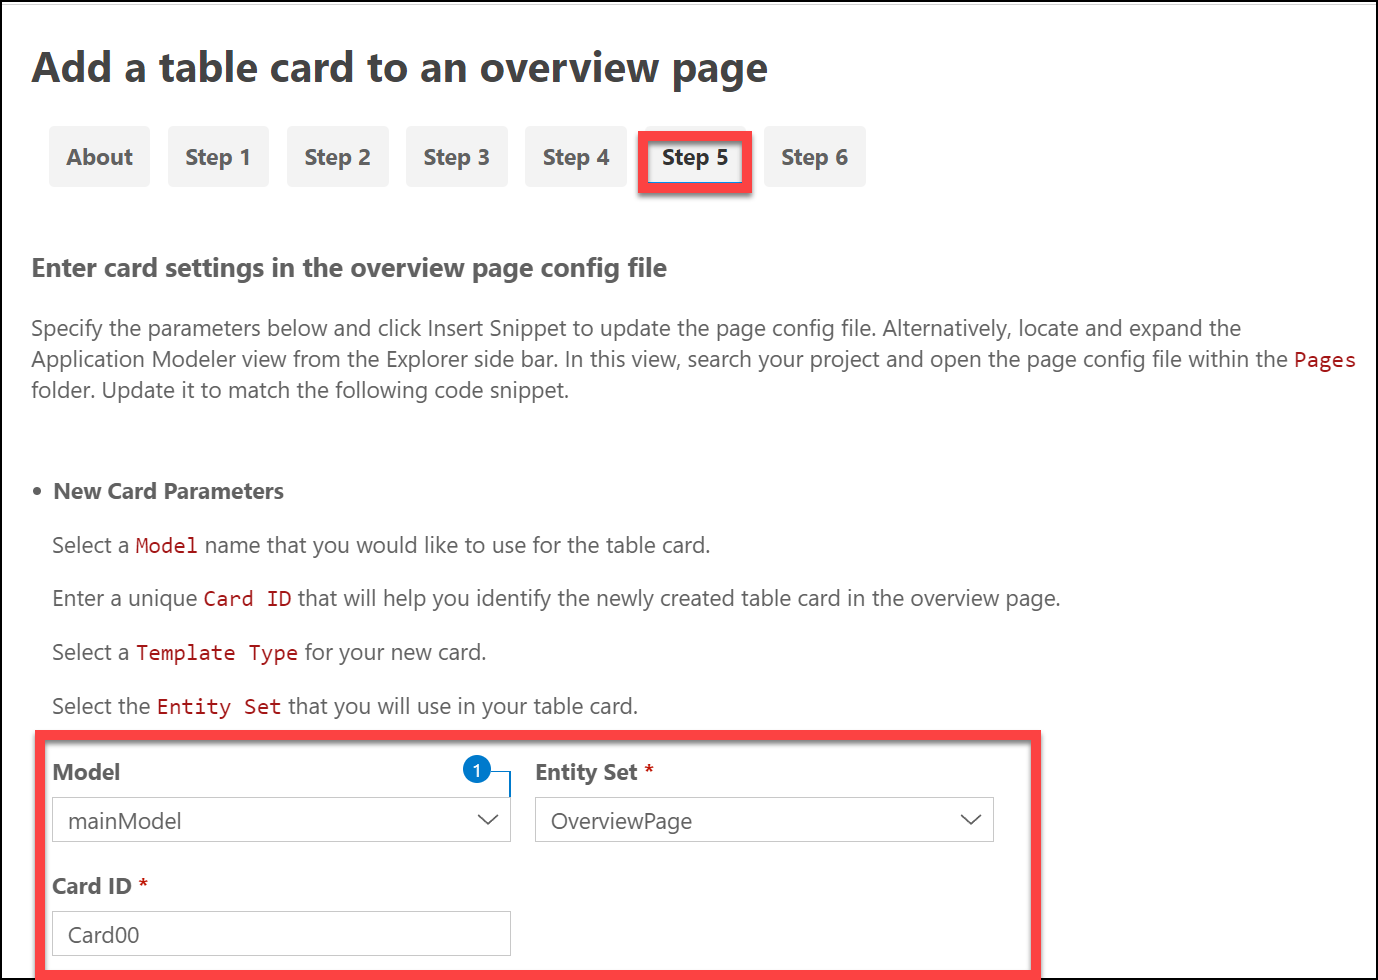 Add a table card to an overview page
About Step 1 Step 2 Step 3 Step 4 Step 5 Step 6
Enter card settings in the overview page config file
Specify the parameters below and click Insert Snippet to update the page config file. Alternatively, locate and expand the
Application Modeler view from the Explorer side bar. In this view, search your project and open the page config file within the Pages
folder. Update it to match the following code snippet.
• New Card Parameters
Select a Model name that you would like to use for the table card.
Enter a unique Card ID that will help you identify the newly created table card in the overview page.
Select a Template Type for your new card.
Select the Entity Set that you will use in your table card.
Model 1 Entity Set *
mainModel OverviewPage
Card ID *
Card00